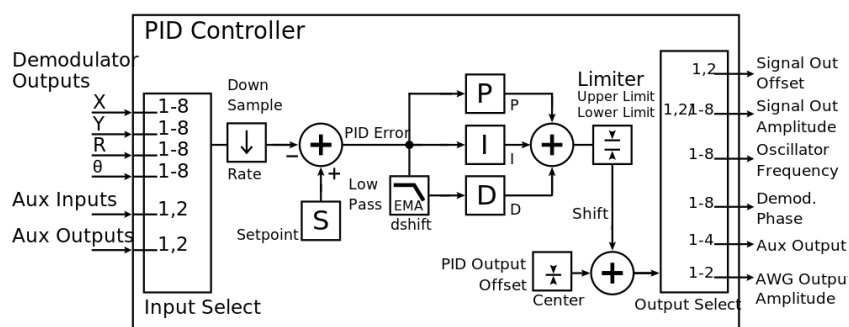 PID Controller
Demodulator
Outputs
X
Y
R
θ
Aux Inputs
Aux Outputs
1-8
1-8
1-8
1-8
1,2
1,2
Input Select
Down
Sample
↓
Rate
−
+
+
S
Setpoint
PID Error
Low
Pass
EMA
dshift
P
P
I
I
D
D
+
Limiter
Upper Limit
Lower Limit
Shift
PID Output
Offset
Center
+
1,2
1,2/1-8
1-8
1-8
1-4
1-2
Output Select
Signal Out
Offset
Signal Out
Amplitude
Oscillator
Frequency
Demod.
Phase
Aux Output
AWG Output
Amplitude